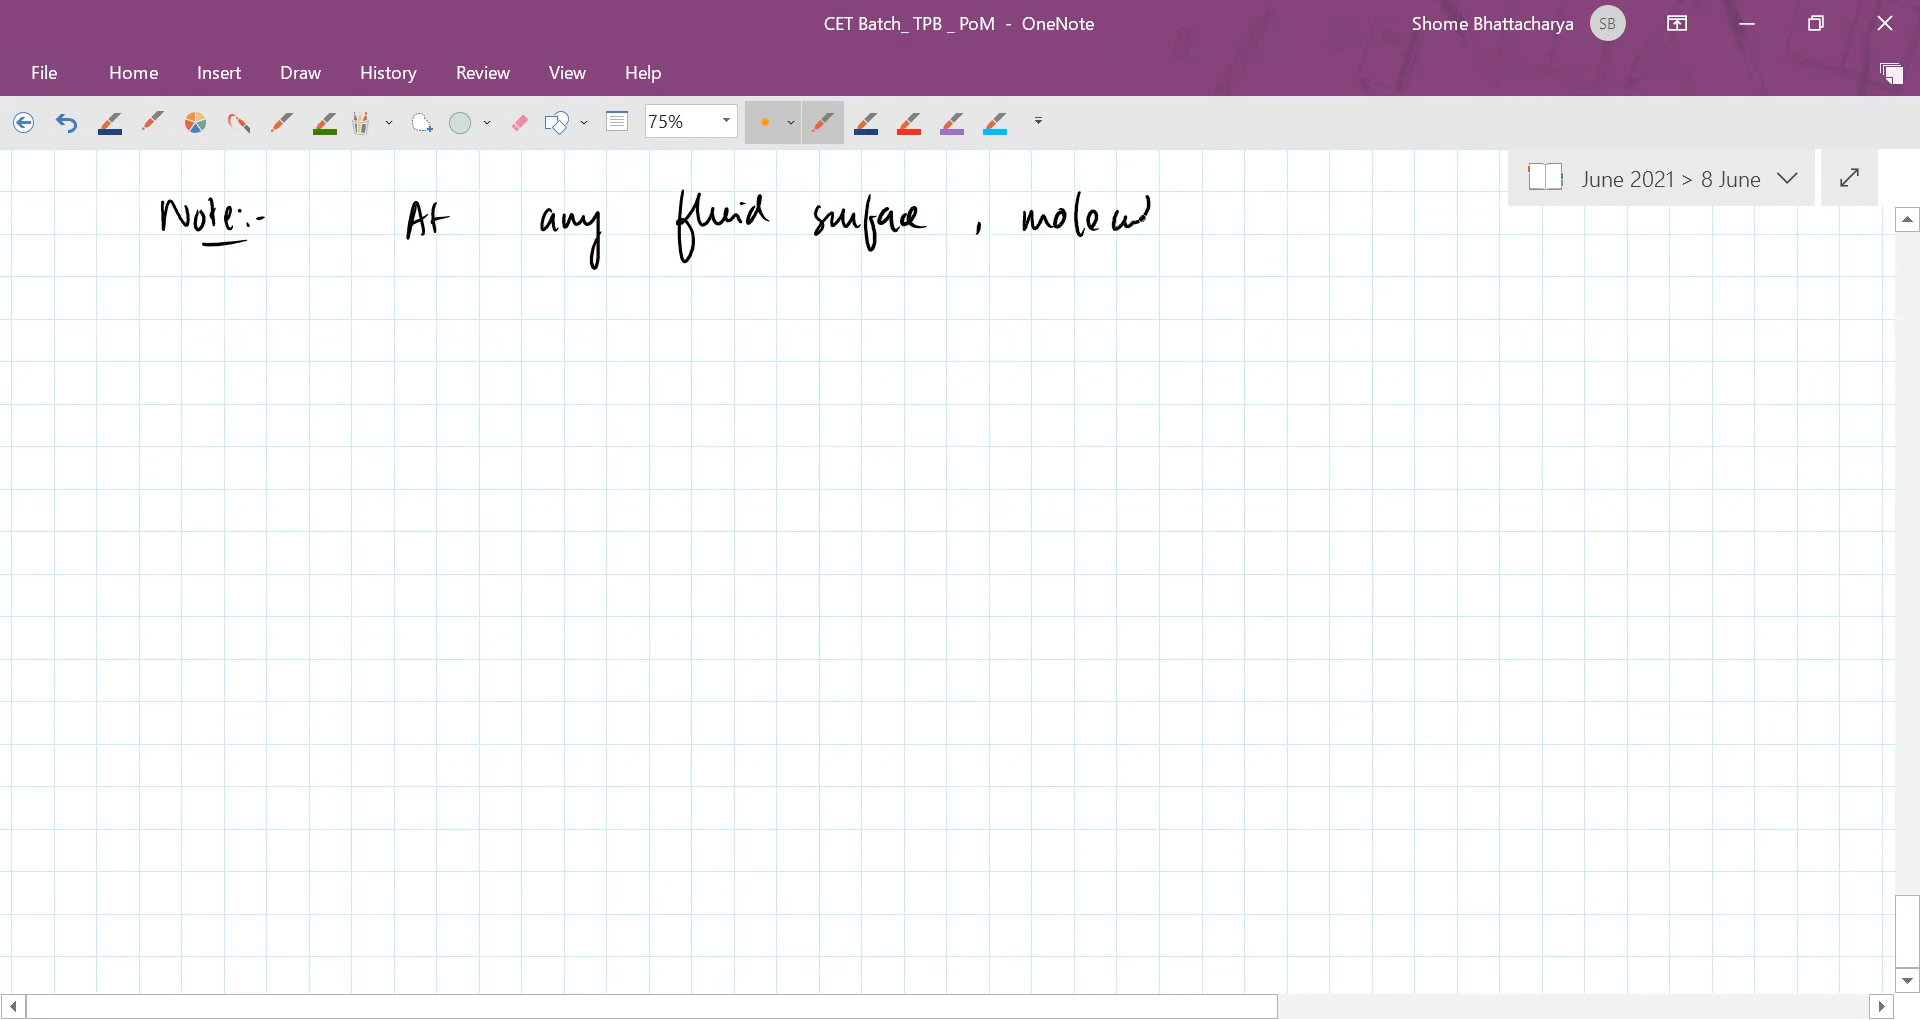 CET Batch_ TPB _ PoM - OneNote
Shome Bhattacharya SB
File Home Insert Draw History Review View Help
75%
June 2021 > 8 June
Note:- At any fluid surface , molecu